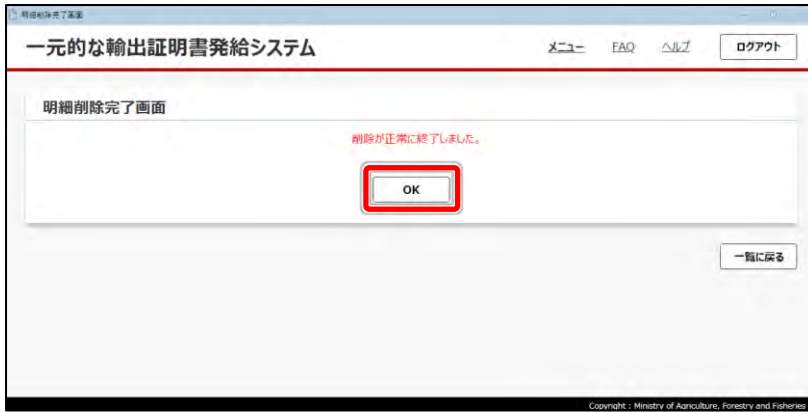 明細削除完了画面
一元的な輸出証明書発給システム
メニュー FAQ ヘルプ ログアウト
明細削除完了画面
削除が正常に終了しました。
OK
一覧に戻る
Copyright : Ministry of Agriculture, Forestry and Fisheries